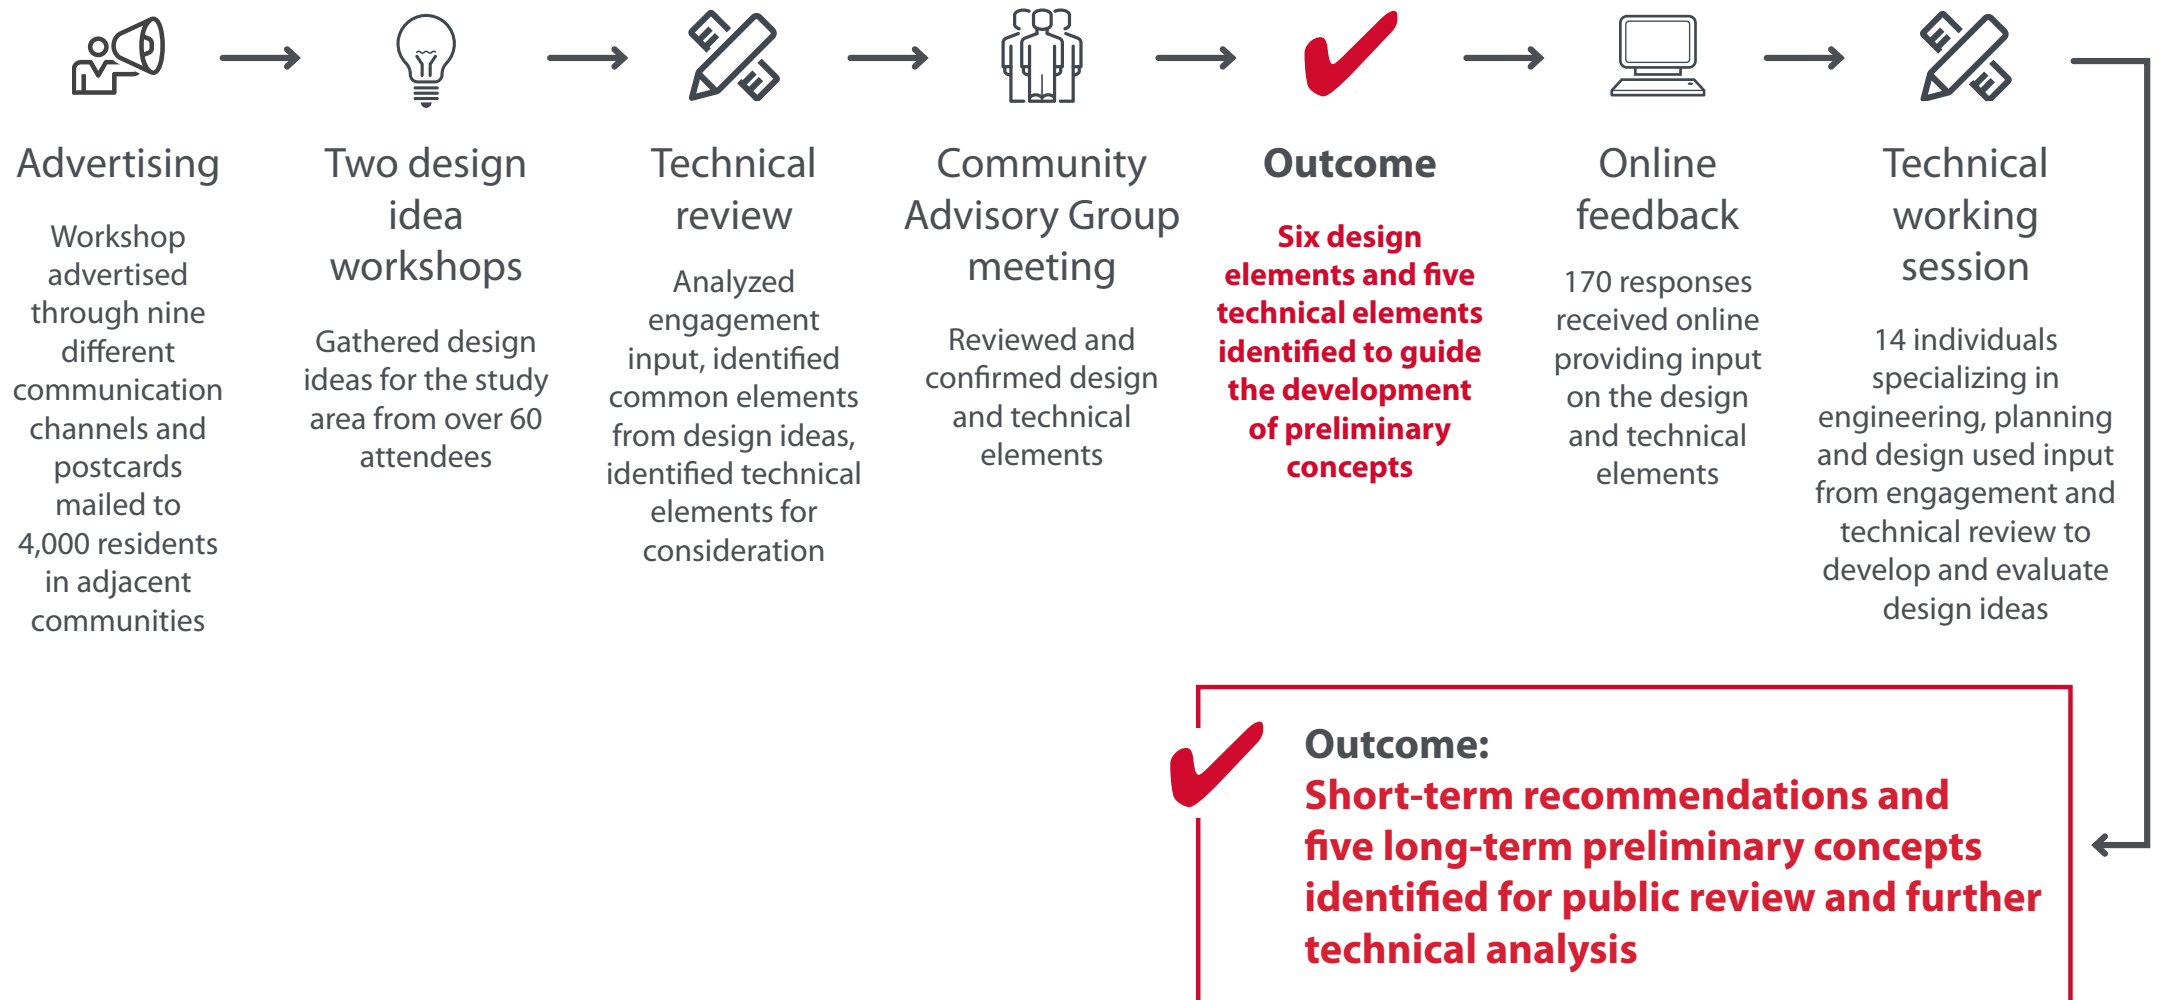 Advertising
Workshop
advertised
through nine
different
communication
channels and
postcards
mailed to
4,000 residents
in adjacent
communities
Two design
idea
workshops
Gathered design
ideas for the study
area from over 60
attendees
Technical
review
Analyzed
engagement
input, identified
common elements
from design ideas,
identified technical
elements for
consideration
Community
Advisory Group
meeting
Reviewed and
confirmed design
and technical
elements
Outcome
Six design
elements and five
technical elements
identified to guide
the development
of preliminary
concepts
Online
feedback
170 responses
received online
providing input
on the design
and technical
elements
Technical
working
session
14 individuals
specializing in
engineering, planning
and design used input
from engagement and
technical review to
develop and evaluate
design ideas
Outcome:
Short-term recommendations and
five long-term preliminary concepts
identified for public review and further
technical analysis